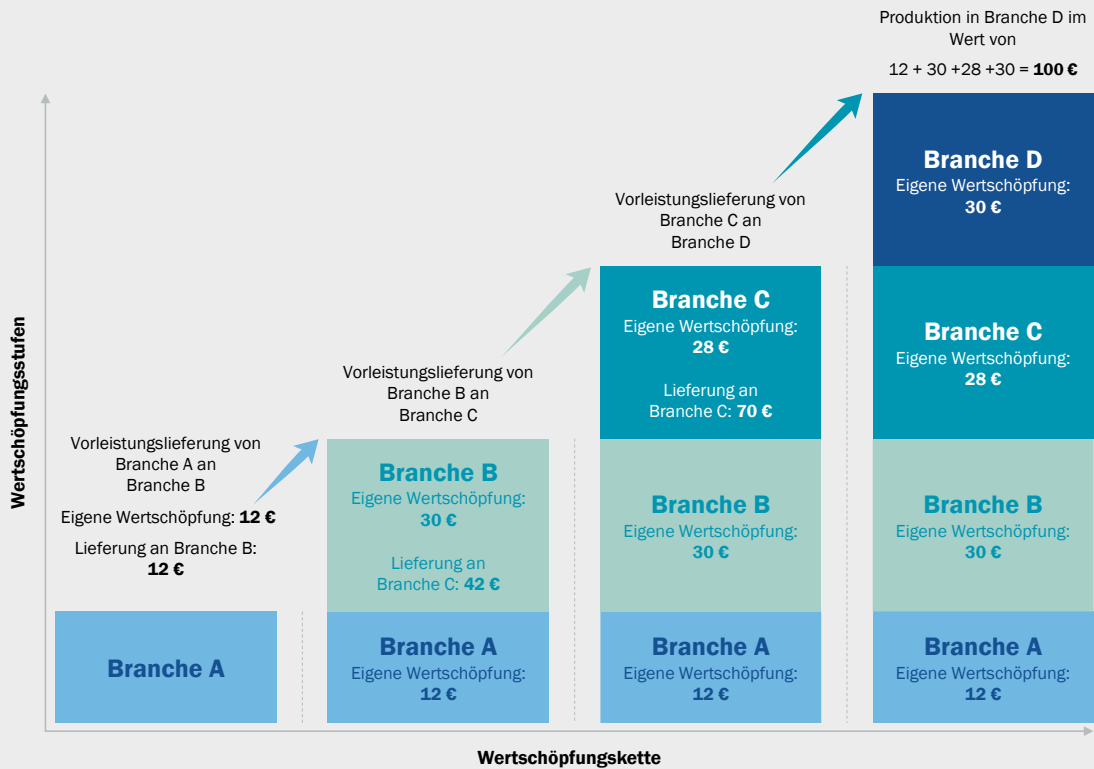 Produktion in Branche D im
Wert von
12 + 30 +28 +30 = 100 €
Branche D
Eigene Wertschöpfung:
30 €
Vorleistungslieferung von
Branche C an
Branche D
Branche C
Eigene Wertschöpfung:
28 €
Lieferung an
Branche C: 70 €
Branche C
Eigene Wertschöpfung:
28 €
Vorleistungslieferung von
Branche B an
Branche C
Vorleistungslieferung von
Branche A an
Branche B
Eigene Wertschöpfung: 12 €
Lieferung an Branche B:
12 €
Branche B
Eigene Wertschöpfung:
30 €
Lieferung an
Branche C: 42 €
Branche B
Eigene Wertschöpfung:
30 €
Branche B
Eigene Wertschöpfung:
30 €
Branche A
Branche A
Eigene Wertschöpfung:
12 €
Branche A
Eigene Wertschöpfung:
12 €
Branche A
Eigene Wertschöpfung:
12 €
Wertschöpfungsstufen
Wertschöpfungskette